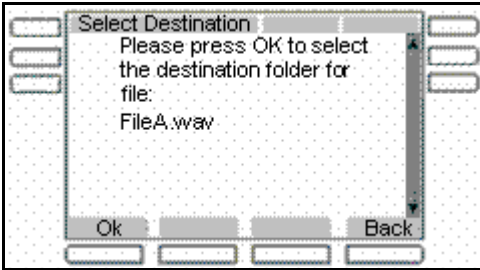 Select Destination
Please press OK to select
the destination folder for
file:
FileA.wav
Ok
Back